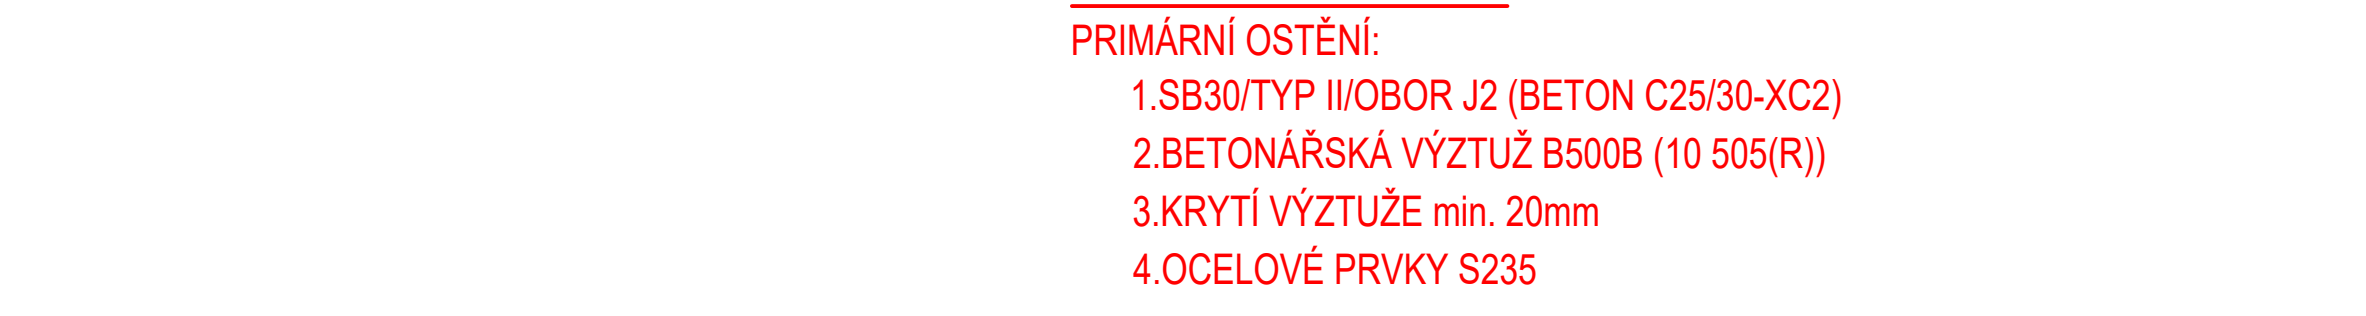 PRIMÁRNÍ OSTĚNÍ:
1.SB30/TYP II/OBOR J2 (BETON C25/30-XC2)
2.BETONÁŘSKÁ VÝZTUŽ B500B (10 505(R))
3.KRYTÍ VÝZTUŽE min. 20mm
4.OCELOVÉ PRVKY S235